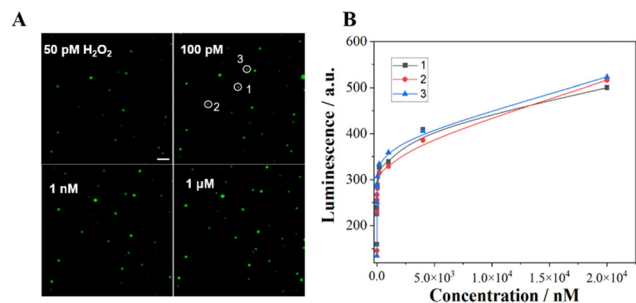 A
50 pM H₂O₂
100 pM
3
1
2
1 nM
1 µM
B
Luminescence / a.u.
600
500
400
300
200
1
2
3
0.0
5.0×10³
1.0×10⁴
1.5×10⁴
2.0×10⁴
Concentration / nM